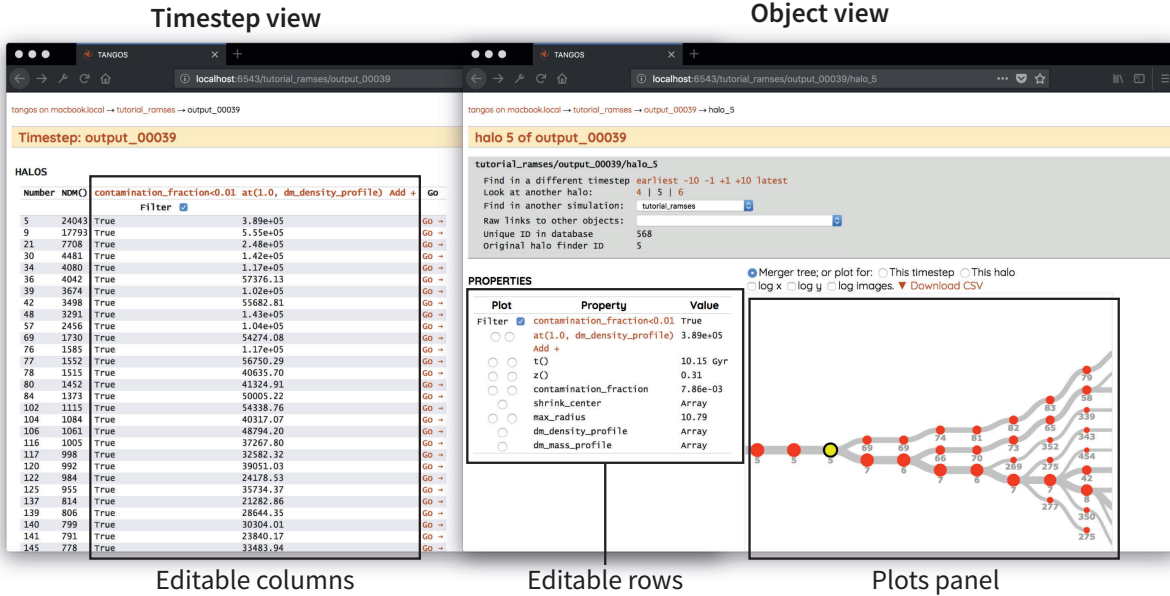 Timestep view
TANGOS
localhost:6543/tutorial_ramses/output_00039
tangos on macbook.local → tutorial_ramses → output_00039
Timestep: output_00039
HALOS
Number NDM() contamination_fraction<0.01 at(1.0, dm_density_profile) Add + Go
Filter
5 24043 True 3.89e+05 Go →
9 17793 True 5.55e+05 Go →
21 7708 True 2.48e+05 Go →
30 4481 True 1.42e+05 Go →
34 4080 True 1.17e+05 Go →
36 4042 True 57376.13 Go →
39 3674 True 1.02e+05 Go →
42 3498 True 55682.81 Go →
48 3291 True 1.43e+05 Go →
57 2456 True 1.04e+05 Go →
69 1730 True 54274.08 Go →
76 1585 True 1.17e+05 Go →
77 1552 True 56750.29 Go →
78 1515 True 40635.70 Go →
80 1452 True 41324.91 Go →
84 1373 True 50005.22 Go →
102 1115 True 54338.76 Go →
104 1084 True 40317.07 Go →
106 1061 True 48794.20 Go →
116 1005 True 37267.80 Go →
117 998 True 32582.32 Go →
120 992 True 39051.03 Go →
122 984 True 24178.53 Go →
125 955 True 35734.37 Go →
137 814 True 21282.86 Go →
139 806 True 28644.35 Go →
140 799 True 30304.01 Go →
141 791 True 23840.17 Go →
145 778 True 33483.94 Go →
Editable columns
Object view
TANGOS
localhost:6543/tutorial_ramses/output_00039/halo_5
tangos on macbook.local → tutorial_ramses → output_00039 → halo_5
halo 5 of output_00039
tutorial_ramses/output_00039/halo_5
Find in a different timestep earliest -10 -1 +1 +10 latest
Look at another halo: 4 | 5 | 6
Find in another simulation: tutorial_ramses
Raw links to other objects:
Unique ID in database 568
Original halo finder ID 5
PROPERTIES
Plot Property Value
Filter contamination_fraction<0.01 True
at(1.0, dm_density_profile) 3.89e+05
Add +
t() 10.15 Gyr
z() 0.31
contamination_fraction 7.86e-03
shrink_center Array
max_radius 10.79
dm_density_profile Array
dm_mass_profile Array
Editable rows
Merger tree; or plot for: This timestep This halo
log x log y log images. ▼ Download CSV
79
58
83
339
82 65
74 81 343
69 69 73 352 454
66 70 269 275 42
5 5 5
7 6 7 6 7 7 8
277 350
275
Plots panel